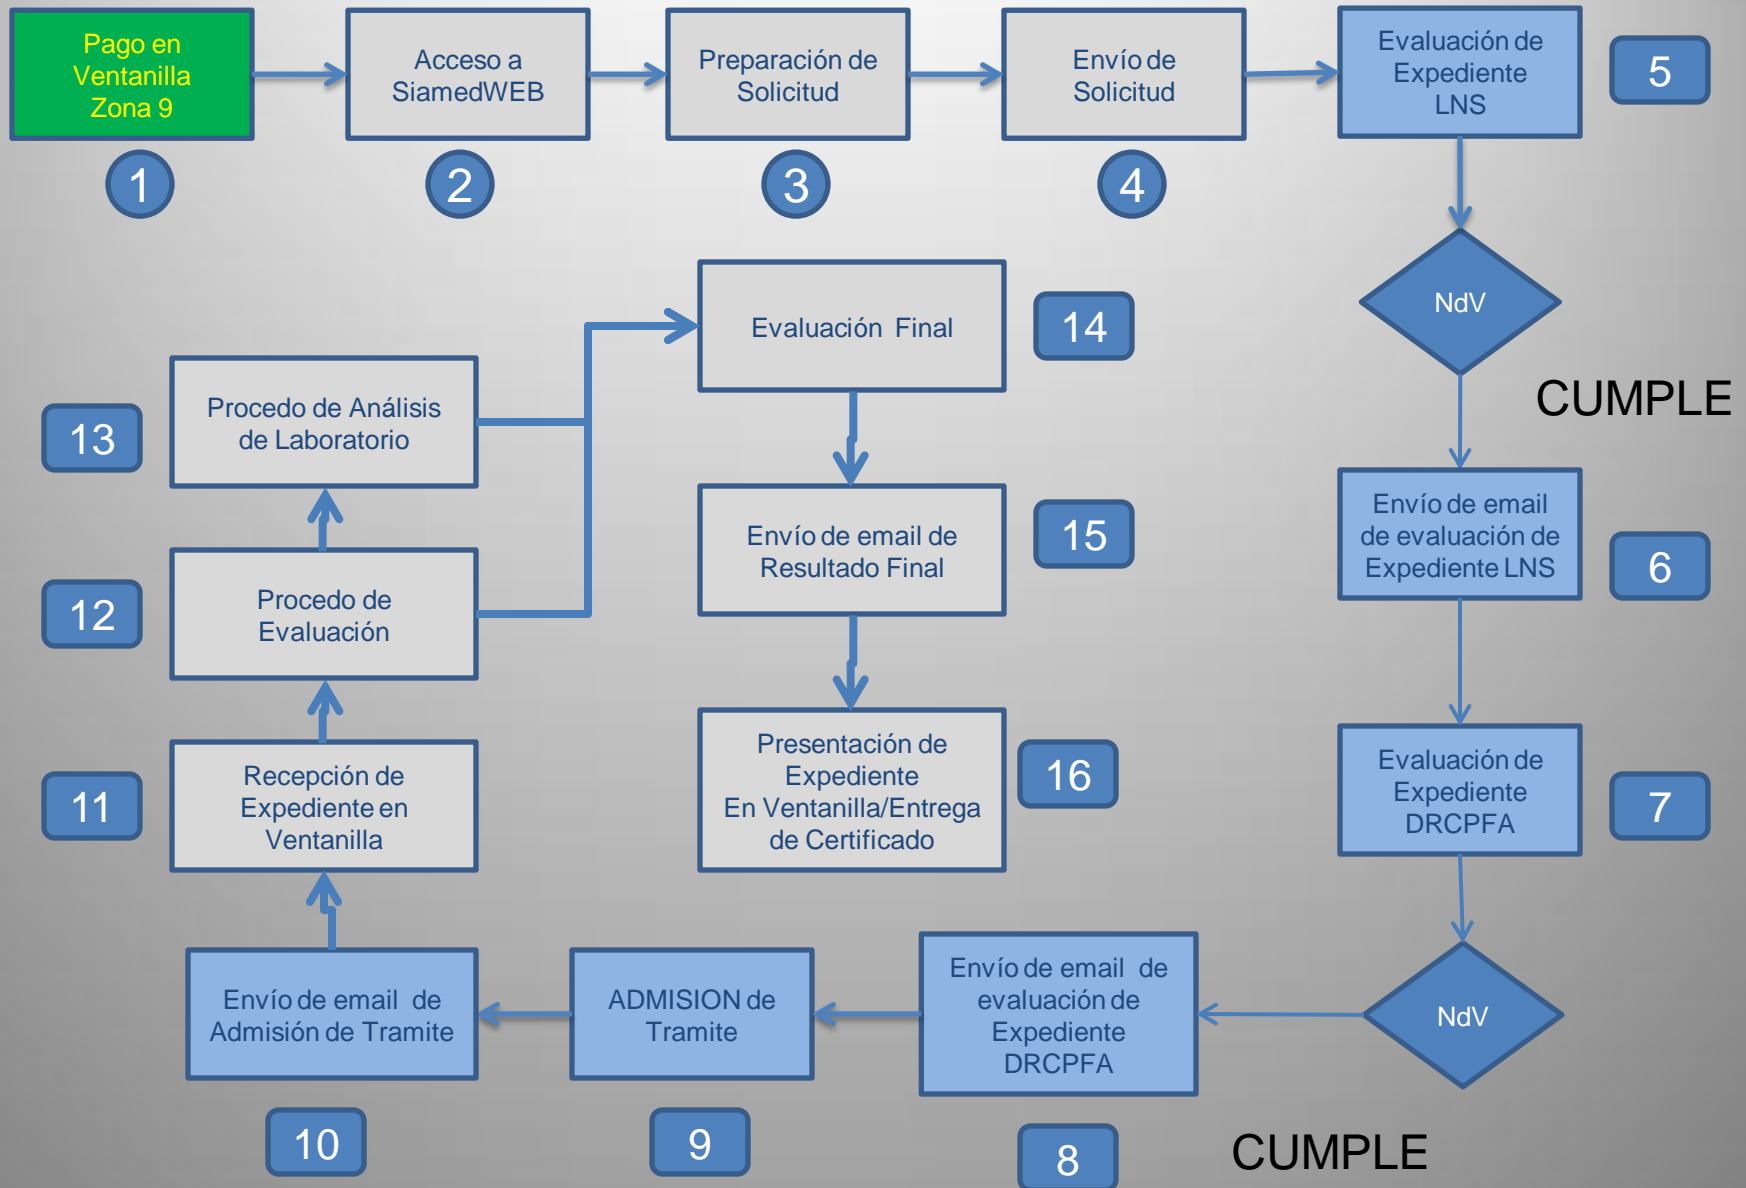 Pago en
Ventanilla
Zona 9
1
Acceso a
SiamedWEB
2
Preparación de
Solicitud
3
Envío de
Solicitud
4
Evaluación de
Expediente
LNS
5
NdV
CUMPLE
Envío de email
de evaluación de
Expediente LNS
6
Evaluación de
Expediente
DRCPFA
7
NdV
CUMPLE
Envío de email de
evaluación de
Expediente
DRCPFA
8
ADMISION de
Tramite
9
Envío de email de
Admisión de Tramite
10
Recepción de
Expediente en
Ventanilla
11
Procedo de
Evaluación
12
Procedo de Análisis
de Laboratorio
13
Evaluación Final
14
Envío de email de
Resultado Final
15
Presentación de
Expediente
En Ventanilla/Entrega
de Certificado
16